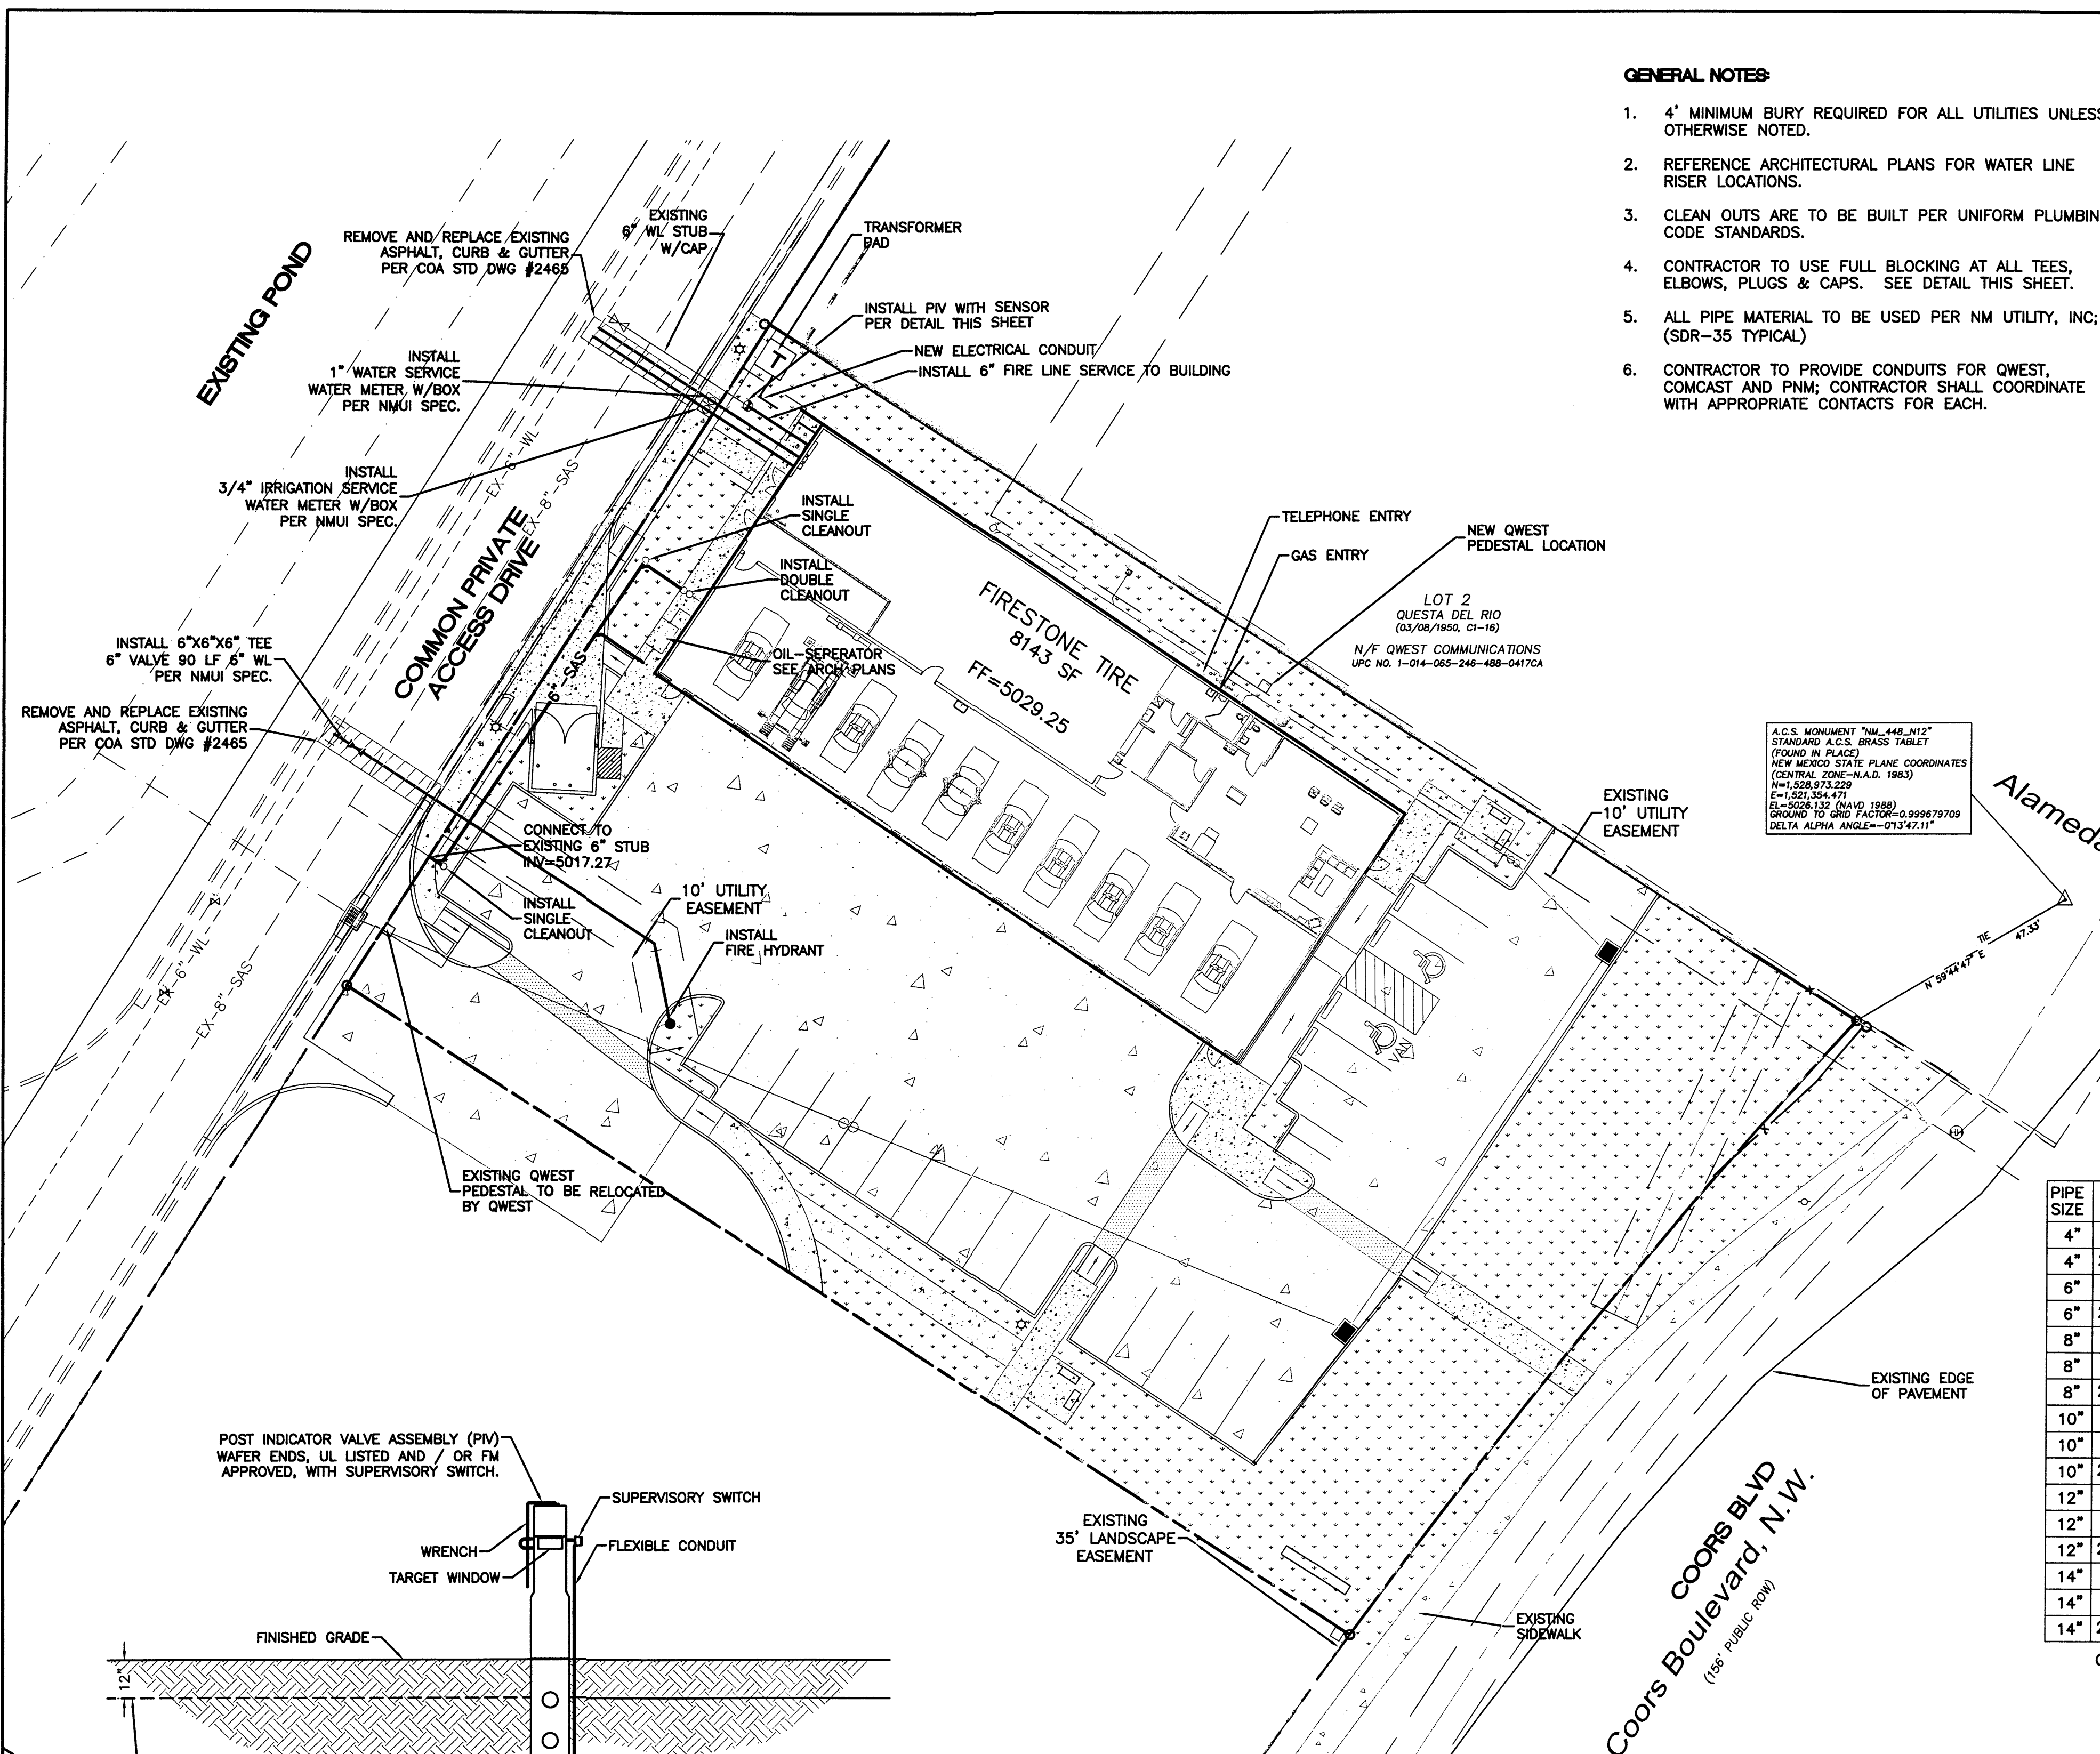 GENERAL NOTES:
1. 4' MINIMUM BURY REQUIRED FOR ALL UTILITIES UNLESS
OTHERWISE NOTED.
2. REFERENCE ARCHITECTURAL PLANS FOR WATER LINE
RISER LOCATIONS.
3. CLEAN OUTS ARE TO BE BUILT PER UNIFORM PLUMBIN
CODE STANDARDS.
4. CONTRACTOR TO USE FULL BLOCKING AT ALL TEES,
ELBOWS, PLUGS & CAPS. SEE DETAIL THIS SHEET.
5. ALL PIPE MATERIAL TO BE USED PER NM UTILITY, INC;
(SDR-35 TYPICAL)
6. CONTRACTOR TO PROVIDE CONDUITS FOR QWEST,
COMCAST AND PNM; CONTRACTOR SHALL COORDINATE
WITH APPROPRIATE CONTACTS FOR EACH.
EXISTING POND
REMOVE AND REPLACE EXISTING
ASPHALT, CURB & GUTTER
PER COA STD DWG #2465
EXISTING
6" WL STUB
W/CAP
TRANSFORMER
PAD
INSTALL PIV WITH SENSOR
PER DETAIL THIS SHEET
NEW ELECTRICAL CONDUIT
INSTALL 6" FIRE LINE SERVICE TO BUILDING
T
INSTALL
1" WATER SERVICE
WATER METER W/BOX
PER NMUI SPEC.
INSTALL
3/4" IRRIGATION SERVICE
WATER METER W/BOX
PER NMUI SPEC.
EX-6"-WL
EX-8"-SAS
COMMON PRIVATE
ACCESS DRIVE
INSTALL
SINGLE
CLEANOUT
INSTALL
DOUBLE
CLEANOUT
OIL-SEPERATOR
SEE ARCH PLANS
6"-SAS
FIRESTONE TIRE
8143 SF
FF=5029.25
TELEPHONE ENTRY
GAS ENTRY
NEW QWEST
PEDESTAL LOCATION
LOT 2
QUESTA DEL RIO
(03/08/1950, C1-16)
N/F QWEST COMMUNICATIONS
UPC NO. 1-014-065-246-488-0417CA
INSTALL 6"X6"X6" TEE
6" VALVE 90 LF 6" WL
PER NMUI SPEC.
REMOVE AND REPLACE EXISTING
ASPHALT, CURB & GUTTER
PER COA STD DWG #2465
A.C.S. MONUMENT "NM_448_N12"
STANDARD A.C.S. BRASS TABLET
(FOUND IN PLACE)
NEW MEXICO STATE PLANE COORDINATES
(CENTRAL ZONE-N.A.D. 1983)
N=1,528,973.229
E=1,521,354.471
EL=5026.132 (NAVD 1988)
GROUND TO GRID FACTOR=0.999679709
DELTA ALPHA ANGLE=-0°13'47.11"
Alameda
EXISTING
10' UTILITY
EASEMENT
N 59°44'47" E
TIE
47.33'
CONNECT TO
EXISTING 6" STUB
INV=5017.27
INSTALL
SINGLE
CLEANOUT
10' UTILITY
EASEMENT
INSTALL
FIRE HYDRANT
VAN
EX-6"-WL
EX-8"-SAS
EXISTING QWEST
PEDESTAL TO BE RELOCATED
BY QWEST
PIPE
SIZE
4"
4"
6"
6"
8"
8"
8"
10"
10"
10"
12"
12"
12"
14"
14"
14"
EXISTING EDGE
OF PAVEMENT
POST INDICATOR VALVE ASSEMBLY (PIV)
WAFER ENDS, UL LISTED AND / OR FM
APPROVED, WITH SUPERVISORY SWITCH.
SUPERVISORY SWITCH
WRENCH
FLEXIBLE CONDUIT
TARGET WINDOW
FINISHED GRADE
12"
EXISTING
35' LANDSCAPE
EASEMENT
EXISTING
SIDEWALK
COORS BLVD
Coors Boulevard, N.W.
(156' PUBLIC ROW)